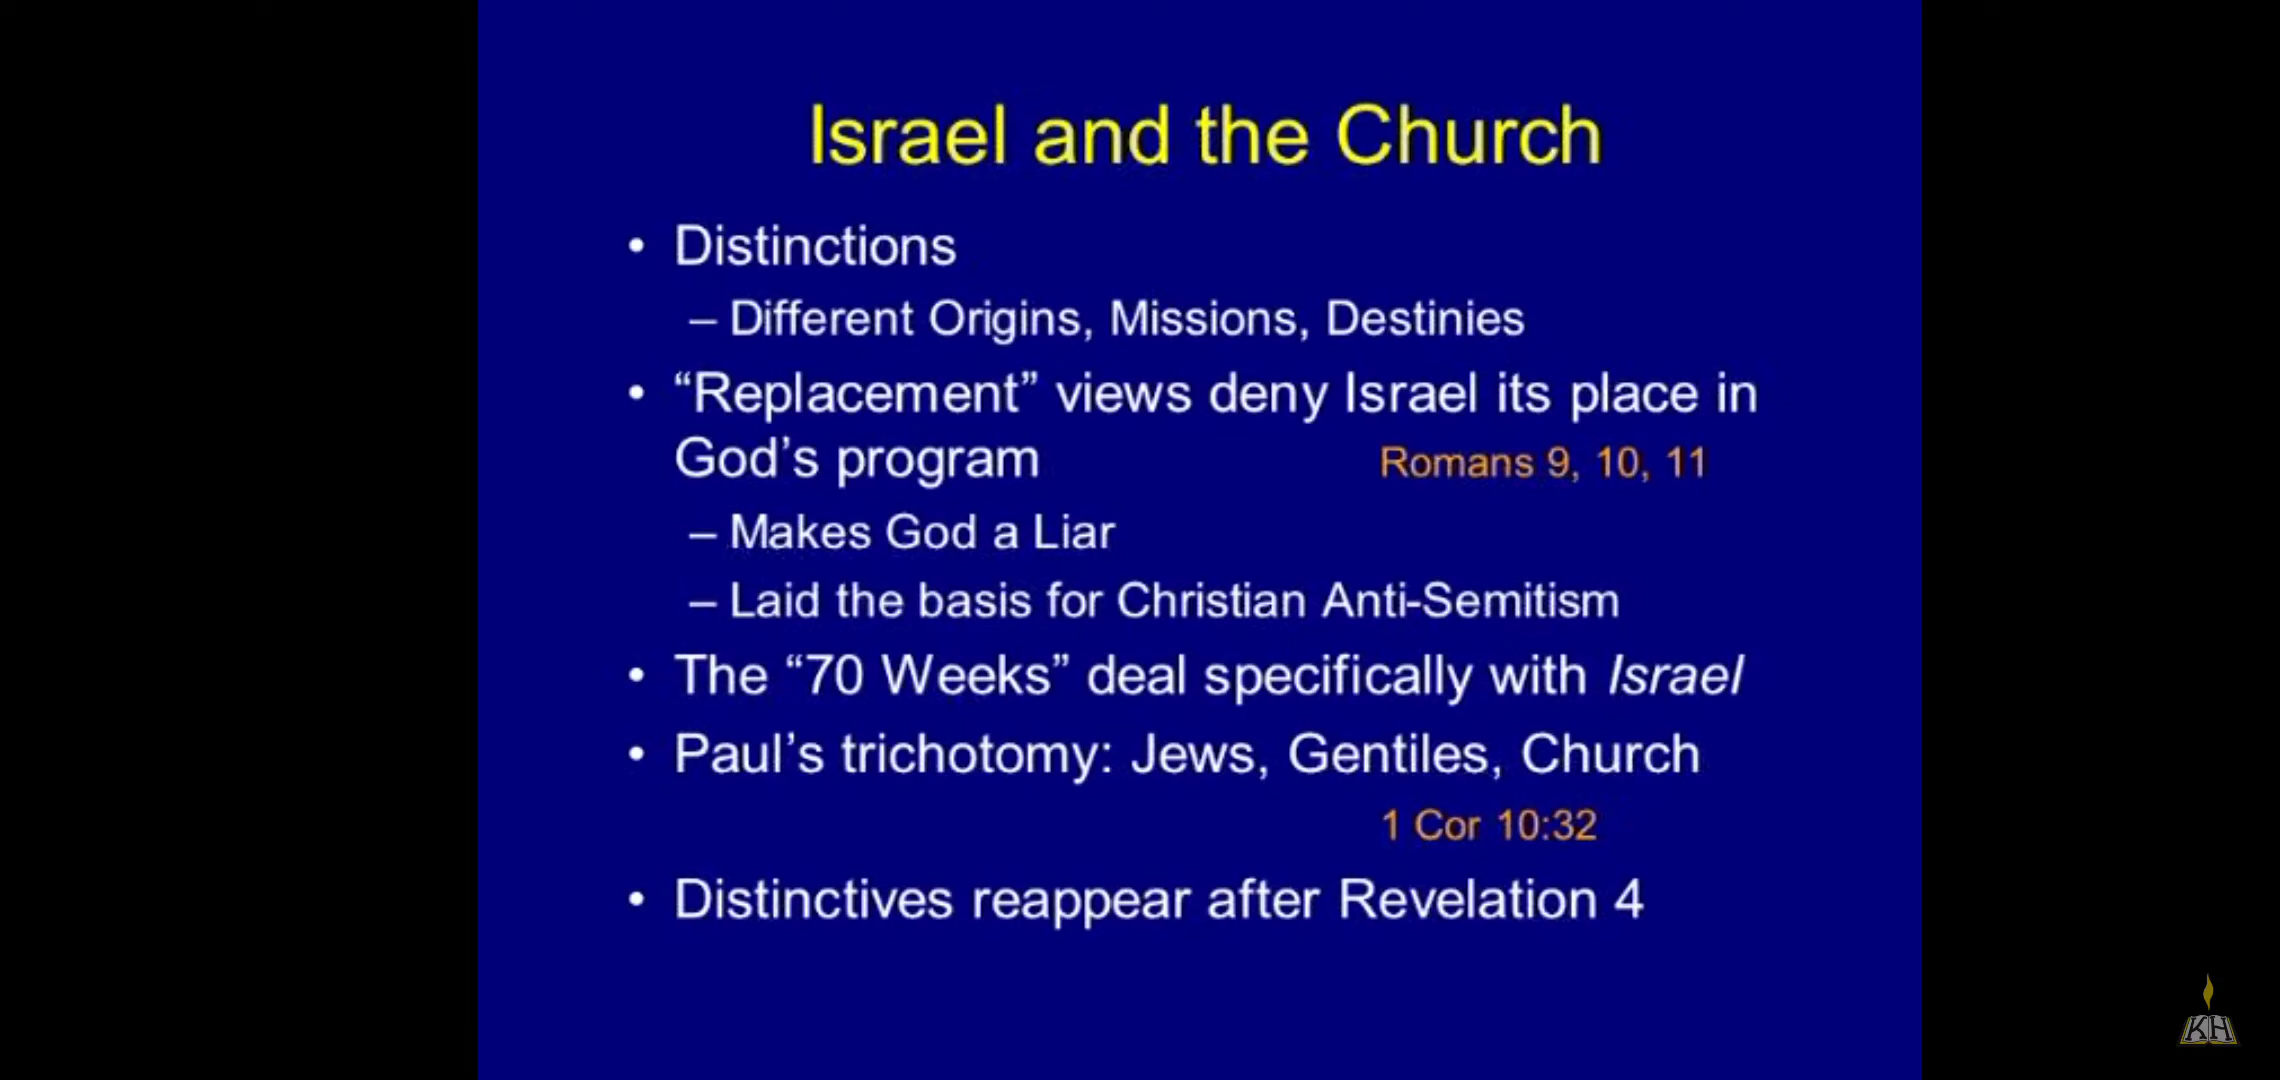 Israel and the Church
• Distinctions
– Different Origins, Missions, Destinies
• “Replacement” views deny Israel its place in
God’s program Romans 9, 10, 11
– Makes God a Liar
– Laid the basis for Christian Anti-Semitism
• The “70 Weeks” deal specifically with Israel
• Paul’s trichotomy: Jews, Gentiles, Church
1 Cor 10:32
• Distinctives reappear after Revelation 4
KH